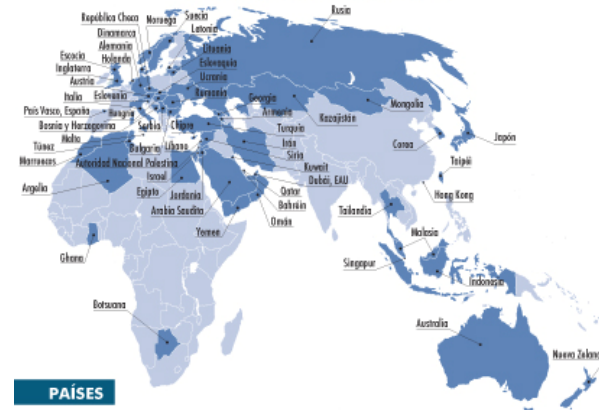 República Checa
Noruega
Suecia
Letonia
Rusia
Dinamarca
Alemania
Holanda
Lituania
Eslovaquia
Escocia
Inglaterra
Austria
Ucrania
Rumania
Italia
Eslovenia
Georgia
Armenia
Mongolia
Kazajistán
País Vasco, España
Hungría
Bosnia y Herzegovina
Serbia
Chipre
Turquía
Corea
Japón
Malta
Túnez
Bulgaria
Líbano
Irán
Siria
Marruecos
Autoridad Nacional Palestina
Kuwait
Taipéi
Israel
Dubái, EAU
Argelia
Egipto
Jordania
Qatar
Hong Kong
Arabia Saudita
Bahréin
Omán
Tailandia
Yemen
Malasia
Ghana
Singapur
Indonesia
Botsuana
Australia
Nueva Zelan
PAÍSES